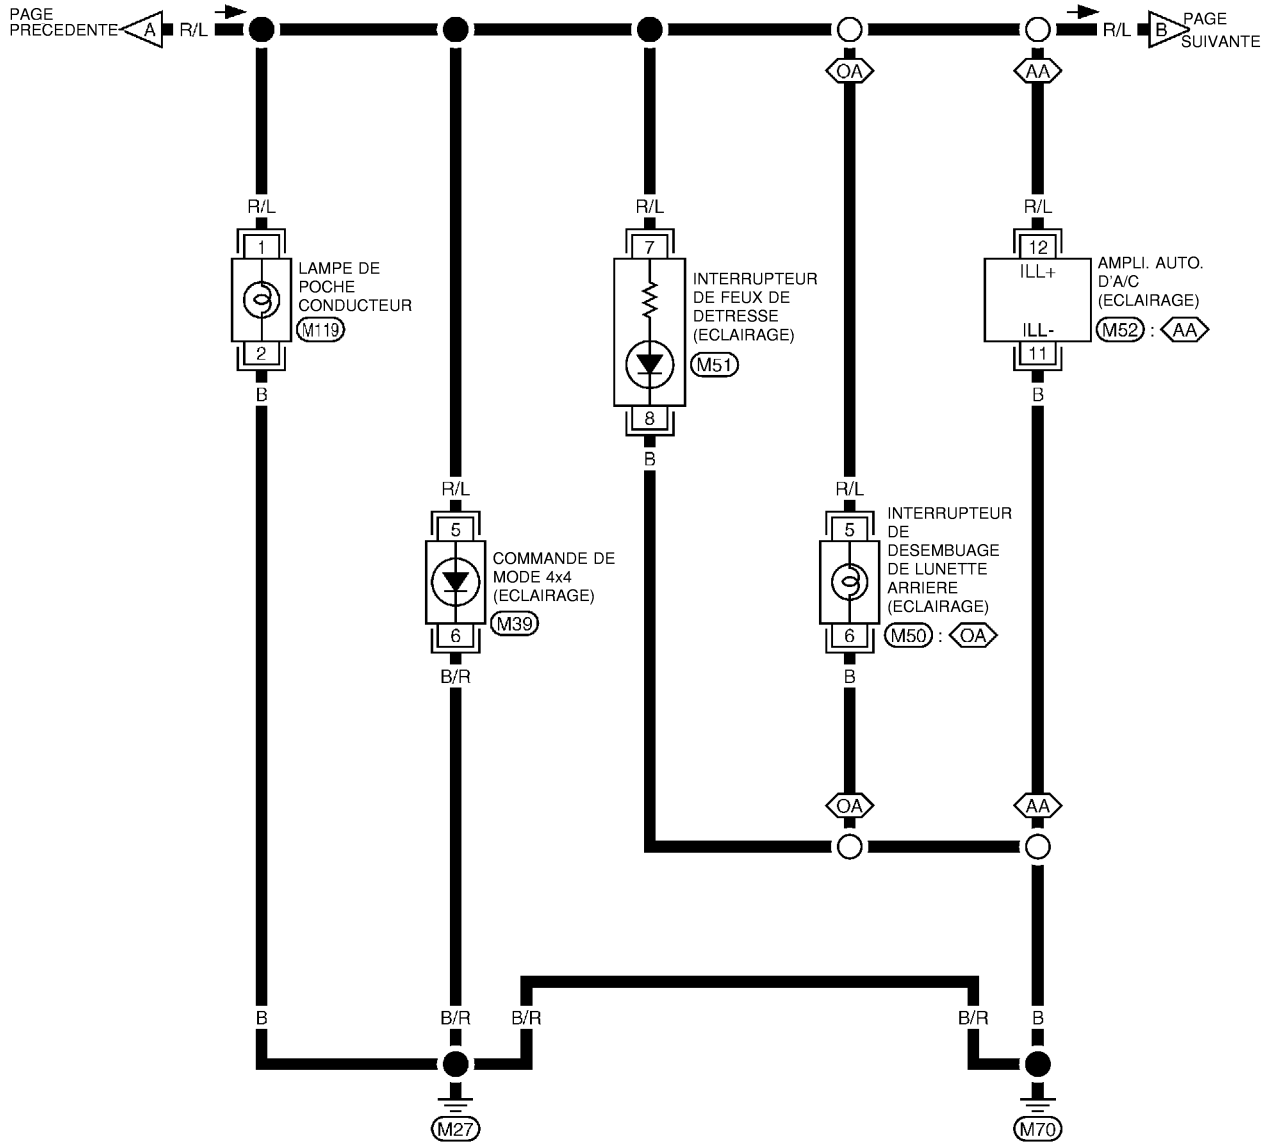 PAGE
PRECEDENTE
A
R/L
R/L
B
PAGE
SUIVANTE
OA
AA
R/L
R/L
R/L
1
7
12
LAMPE DE
POCHE
CONDUCTEUR
M119
2
B
INTERRUPTEUR
DE FEUX DE
DETRESSE
(ECLAIRAGE)
M51
8
B
ILL+
ILL-
AMPLI. AUTO.
D'A/C
(ECLAIRAGE)
M52 : AA
11
B
R/L
R/L
5
COMMANDE DE
MODE 4x4
(ECLAIRAGE)
M39
6
B/R
5
INTERRUPTEUR
DE
DESEMBUAGE
DE LUNETTE
ARRIERE
(ECLAIRAGE)
M50 : OA
6
B
OA
AA
B
B/R
B/R
B/R
B
M27
M70